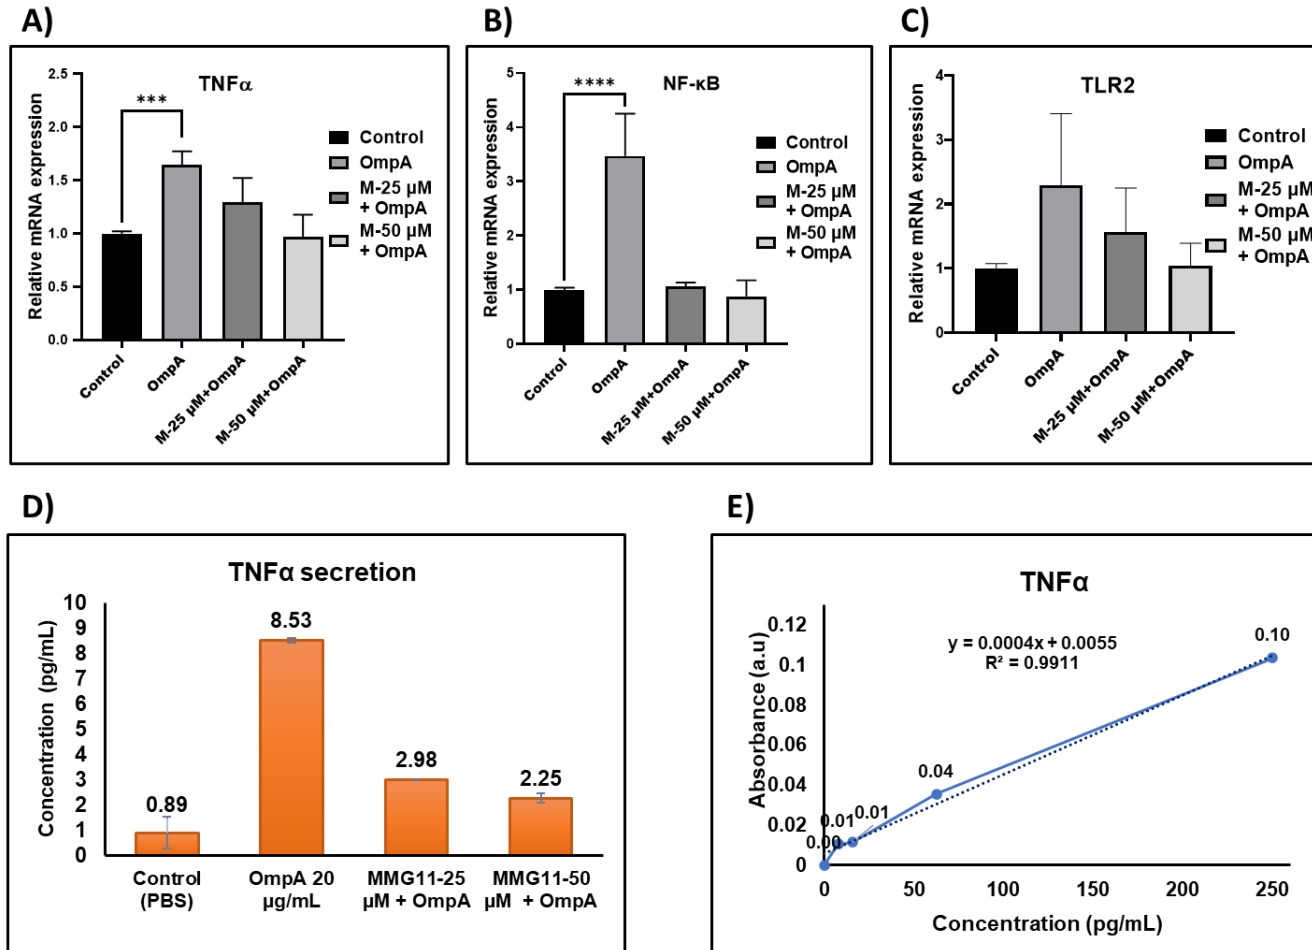 A)
TNFα
Relative mRNA expression
2.5
2.0
1.5
1.0
0.5
0.0
***
Control
OmpA
M-25 µM+OmpA
M-50 µM+OmpA
Control
OmpA
M-25 µM
+ OmpA
M-50 µM
+ OmpA
B)
NF-κB
Relative mRNA expression
5
4
3
2
1
0
****
Control
OmpA
M-25 µM+OmpA
M-50 µM+OmpA
Control
OmpA
M-25 µM
+ OmpA
M-50 µM
+ OmpA
C)
TLR2
Relative mRNA expression
4
3
2
1
0
Control
OmpA
M-25 µM+OmpA
M-50 µM+OmpA
Control
OmpA
M-25 µM
+ OmpA
M-50 µM
+ OmpA
D)
TNFα secretion
Concentration (pg/mL)
10
9
8
7
6
5
4
3
2
1
0
0.89
8.53
2.98
2.25
Control
(PBS)
OmpA 20
µg/mL
MMG11-25
µM + OmpA
MMG11-50
µM + OmpA
E)
TNFα
Absorbance (a.u)
0.12
0.1
0.08
0.06
0.04
0.02
0
y = 0.0004x + 0.0055
R² = 0.9911
0.00
0.01
0.01
0.04
0.10
0
50
100
150
200
250
Concentration (pg/mL)